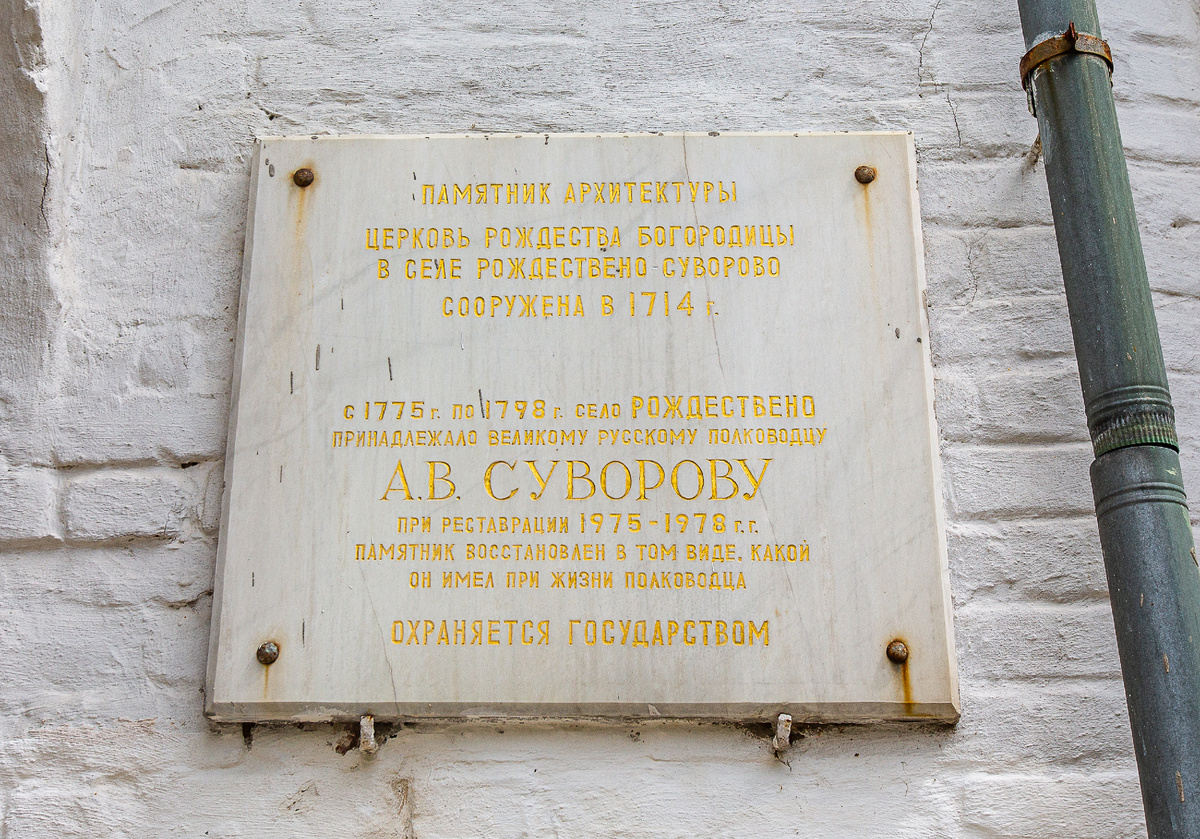 ПАМЯТНИК АРХИТЕКТУРЫ
ЦЕРКОВЬ РОЖДЕСТВА БОГОРОДИЦЫ
В СЕЛЕ РОЖДЕСТВЕНО-СУВОРОВО
СООРУЖЕНА В 1714 г.
С 1775 г. ПО 1798 г. СЕЛО РОЖДЕСТВЕНО
ПРИНАДЛЕЖАЛО ВЕЛИКОМУ РУССКОМУ ПОЛКОВОДЦУ
А.В. СУВОРОВУ
ПРИ РЕСТАВРАЦИИ 1975-1978 г.г.
ПАМЯТНИК ВОССТАНОВЛЕН В ТОМ ВИДЕ, КАКОЙ
ОН ИМЕЛ ПРИ ЖИЗНИ ПОЛКОВОДЦА
ОХРАНЯЕТСЯ ГОСУДАРСТВОМ